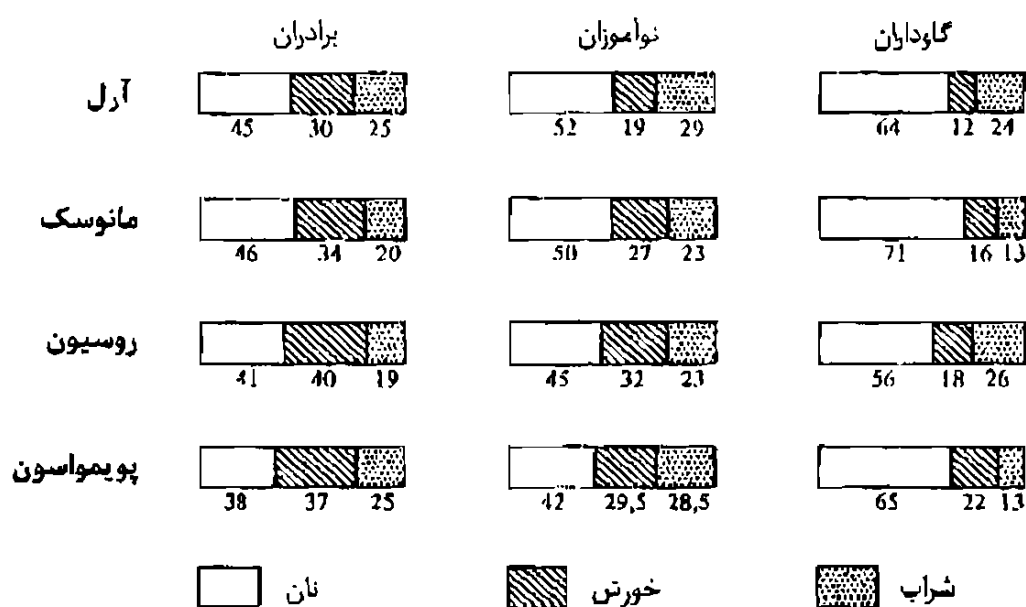 گاوداران نوآموزان برادران
آرل
45 30 25 52 19 29 64 12 24
مانوسک
46 34 20 50 27 23 71 16 13
روسیون
41 40 19 45 32 23 56 18 26
پویمواسون
38 37 25 42 29,5 28,5 65 22 13
نان خورش شراب